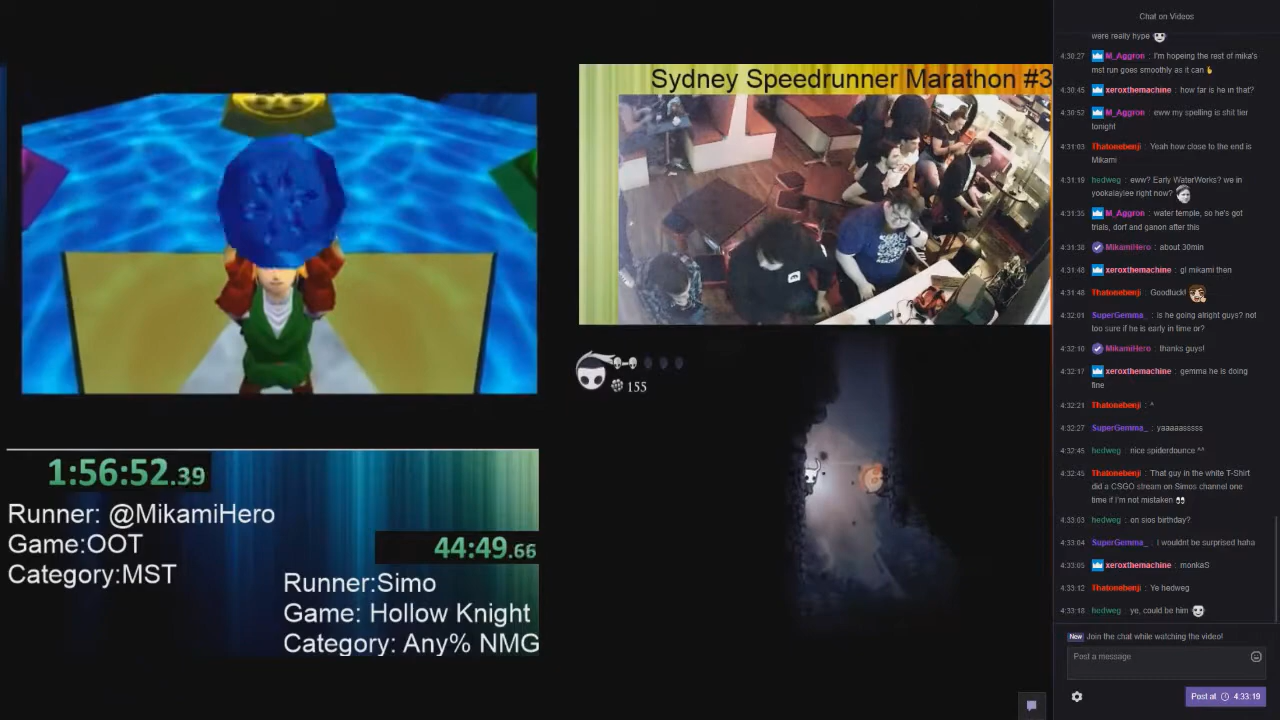 Sydney Speedrunner Marathon #3
155
1:56:52.39
Runner: @MikamiHero
Game:OOT
Category:MST
44:49.66
Runner:Simo
Game: Hollow Knight
Category: Any% NMG
Chat on Videos
were really hype
4:30:27 M_Aggron : I'm hopeing the rest of mika's
mst run goes smoothly as it can
4:30:45 xeroxthemachine : how far is he in that?
4:30:52 M_Aggron : eww my spelling is shit tier
tonight
4:31:03 Thatonebenji : Yeah how close to the end is
Mikami
4:31:19 hedweg : eww? Early WaterWorks? we in
yookalaylee right now?
4:31:35 M_Aggron : water temple, so he's got
trials, dorf and ganon after this
4:31:38 MikamiHero : about 30min
4:31:48 xeroxthemachine : gl mikami then
4:31:48 Thatonebenji : Goodluck!
4:32:01 SuperGemma_ : is he going alright guys? not
too sure if he is early in time or?
4:32:10 MikamiHero : thanks guys!
4:32:17 xeroxthemachine : gemma he is doing
fine
4:32:21 Thatonebenji : ^
4:32:27 SuperGemma_ : yaaaaasssss
4:32:45 hedweg : nice spiderdounce ^^
4:32:45 Thatonebenji : That guy in the white T-Shirt
did a CSGO stream on Simos channel one
time if I'm not mistaken
4:33:03 hedweg : on sios birthday?
4:33:04 SuperGemma_ : I wouldnt be surprised haha
4:33:05 xeroxthemachine : monkaS
4:33:12 Thatonebenji : Ye hedweg
4:33:18 hedweg : ye, could be him
New Join the chat while watching the video!
Post a message
Post at 4:33:19